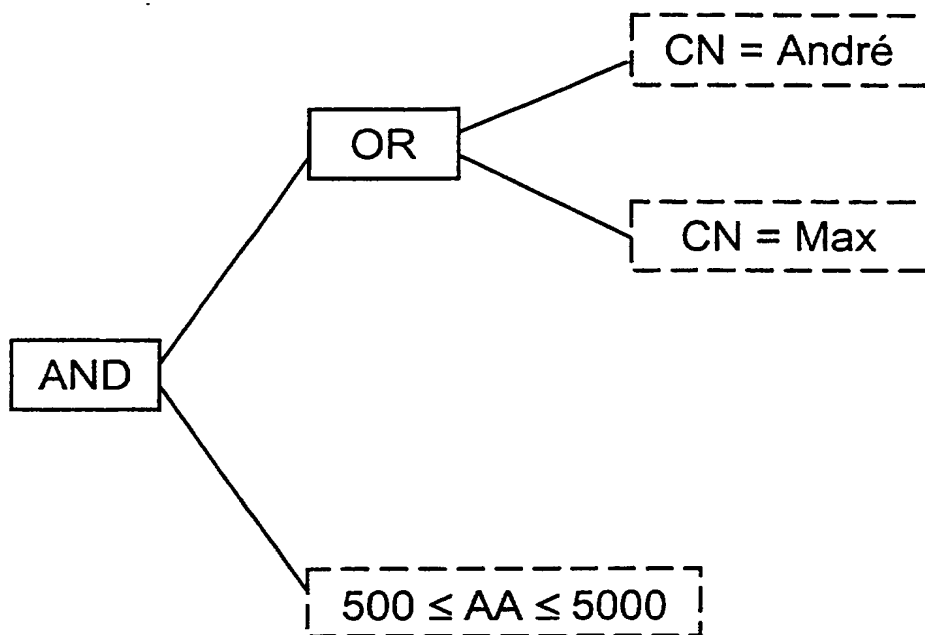 CN = André
OR
CN = Max
AND
500 ≤ AA ≤ 5000